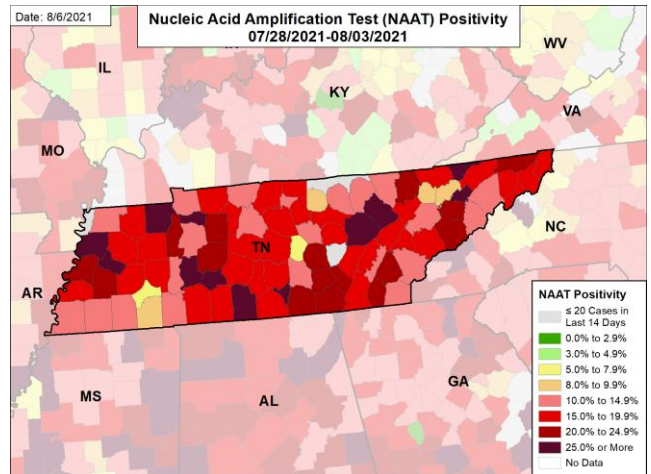 Date: 8/6/2021
Nucleic Acid Amplification Test (NAAT) Positivity
07/28/2021-08/03/2021
WV
IL
KY
VA
MO
TN
NC
AR
MS
AL
GA
NAAT Positivity
≤ 20 Cases in
Last 14 Days
0.0% to 2.9%
3.0% to 4.9%
5.0% to 7.9%
8.0% to 9.9%
10.0% to 14.9%
15.0% to 19.9%
20.0% to 24.9%
25.0% or More
No Data